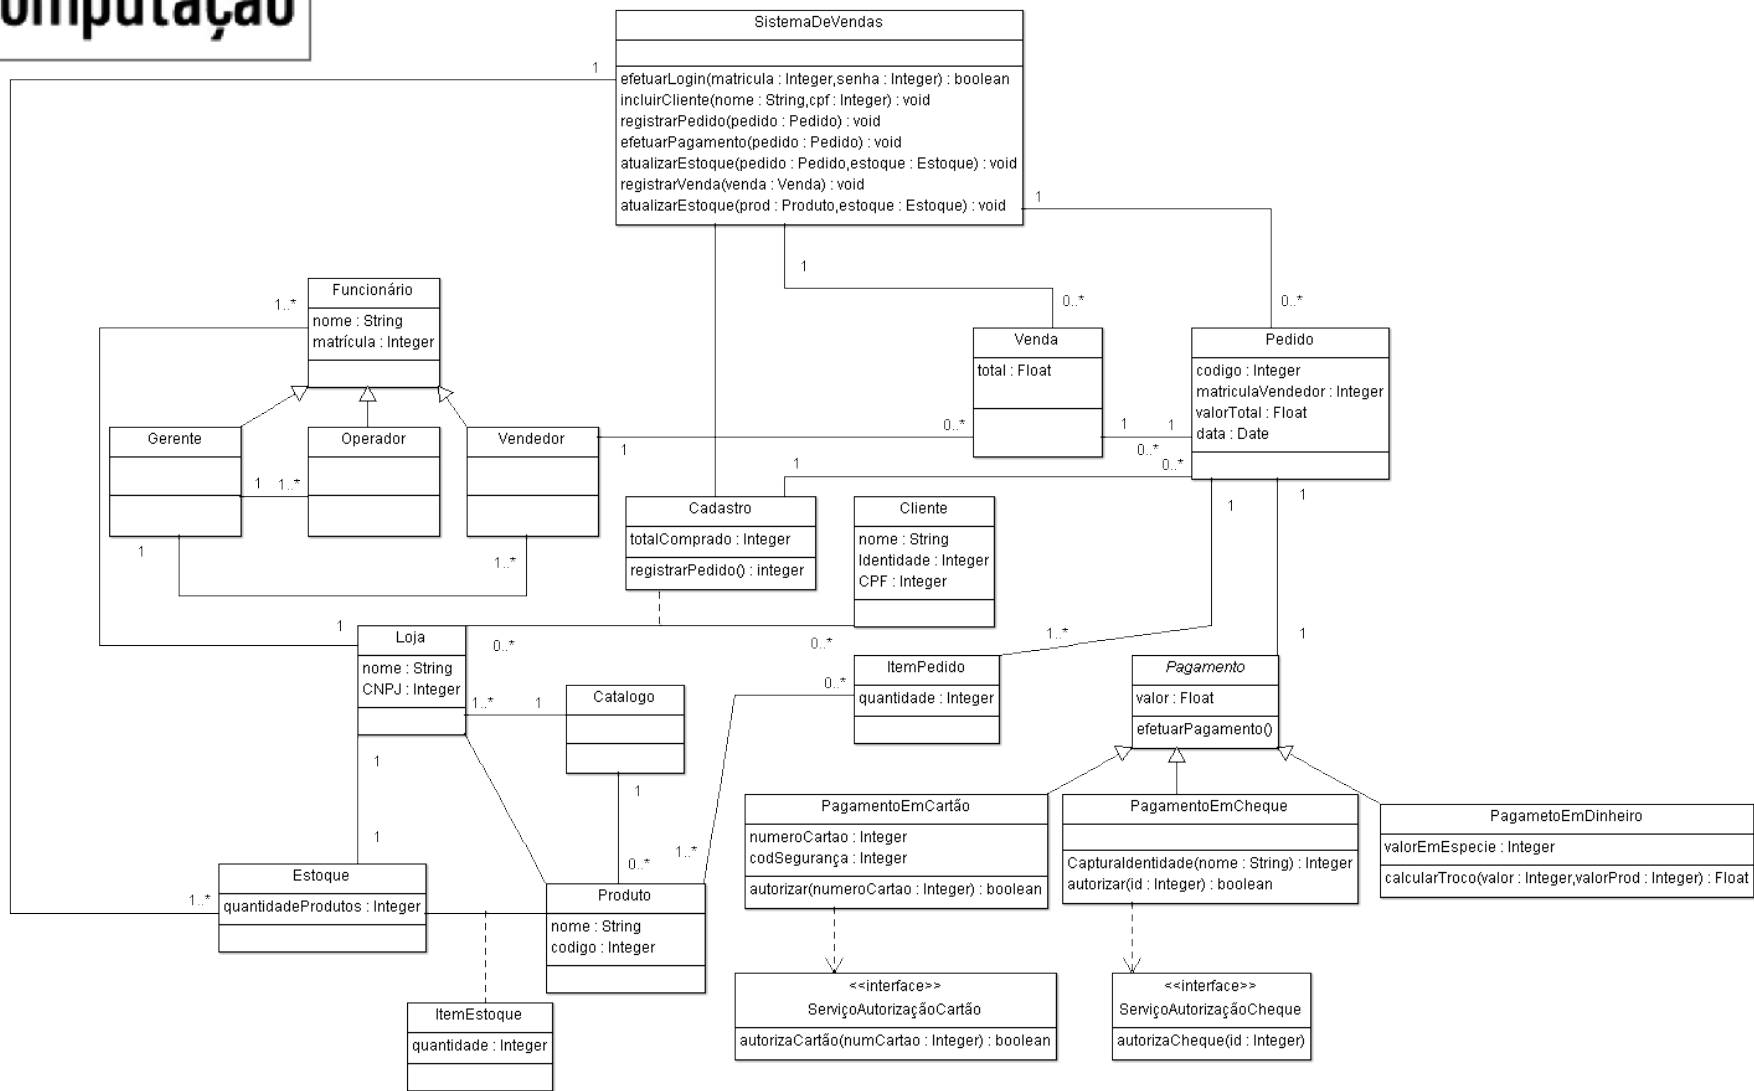 omputação
SistemaDeVendas
efetuarLogin(matricula : Integer,senha : Integer) : boolean
incluirCliente(nome : String,cpf : Integer) : void
registrarPedido(pedido : Pedido) : void
efetuarPagamento(pedido : Pedido) : void
atualizarEstoque(pedido : Pedido,estoque : Estoque) : void
registrarVenda(venda : Venda) : void
atualizarEstoque(prod : Produto,estoque : Estoque) : void
1
1
1
0..*
0..*
1..*
Funcionário
nome : String
matrícula : Integer
Venda
total : Float
Pedido
codigo : Integer
matriculaVendedor : Integer
valorTotal : Float
data : Date
Gerente
Operador
Vendedor
1
1..*
1
0..*
1
1
0..*
0..*
1
1
1..*
1
1
Cadastro
totalComprado : Integer
registrarPedido() : integer
Cliente
nome : String
Identidade : Integer
CPF : Integer
1
0..*
0..*
1..*
1
Loja
nome : String
CNPJ : Integer
1..*
1
Catalogo
0..*
ItemPedido
quantidade : Integer
Pagamento
valor : Float
efetuarPagamento()
1
1
1
0..*
1..*
PagamentoEmCartão
numeroCartao : Integer
codSegurança : Integer
autorizar(numeroCartao : Integer) : boolean
PagamentoEmCheque
CapturaIdentidade(nome : String) : Integer
autorizar(id : Integer) : boolean
PagametoEmDinheiro
valorEmEspecie : Integer
calcularTroco(valor : Integer,valorProd : Integer) : Float
1..*
Estoque
quantidadeProdutos : Integer
Produto
nome : String
codigo : Integer
ItemEstoque
quantidade : Integer
<<interface>>
ServiçoAutorizaçãoCartão
autorizaCartão(numCartao : Integer) : boolean
<<interface>>
ServiçoAutorizaçãoCheque
autorizaCheque(id : Integer)